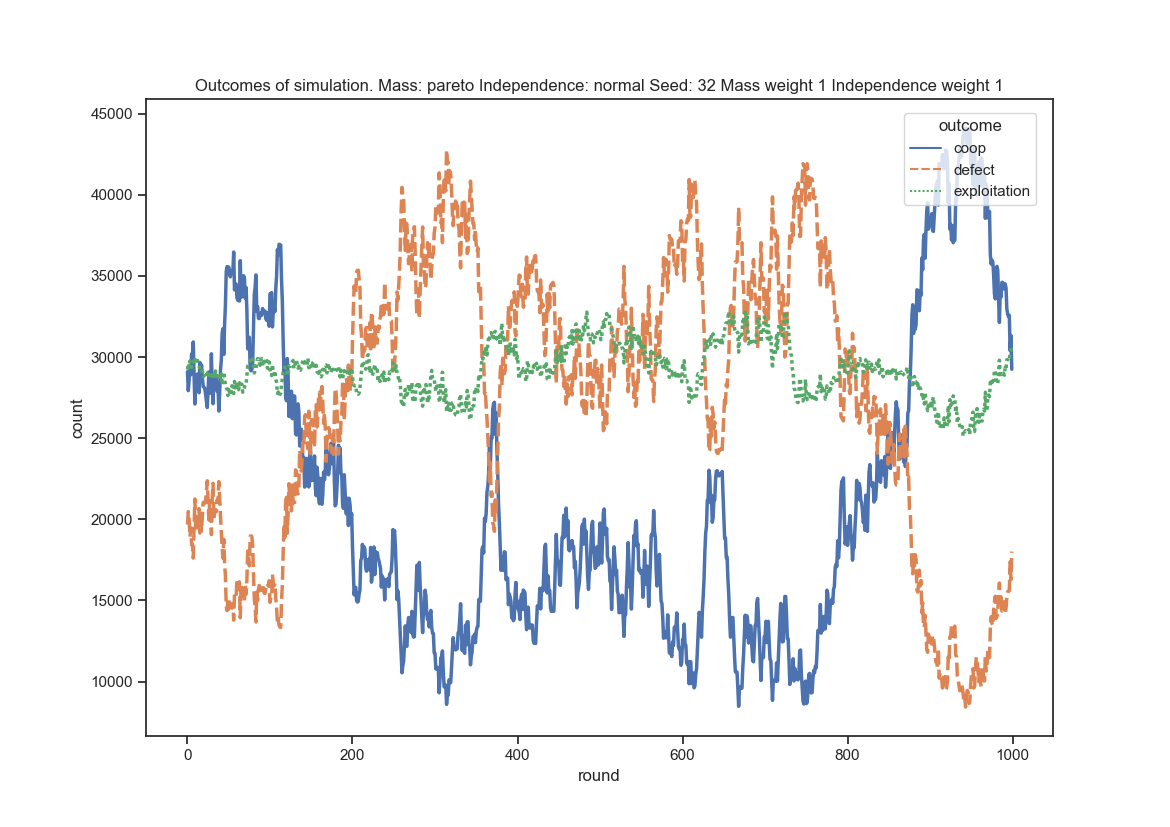 Outcomes of simulation. Mass: pareto Independence: normal Seed: 32 Mass weight 1 Independence weight 1
45000
40000
35000
30000
25000
20000
15000
10000
count
outcome
coop
defect
exploitation
0
200
400
600
800
1000
round